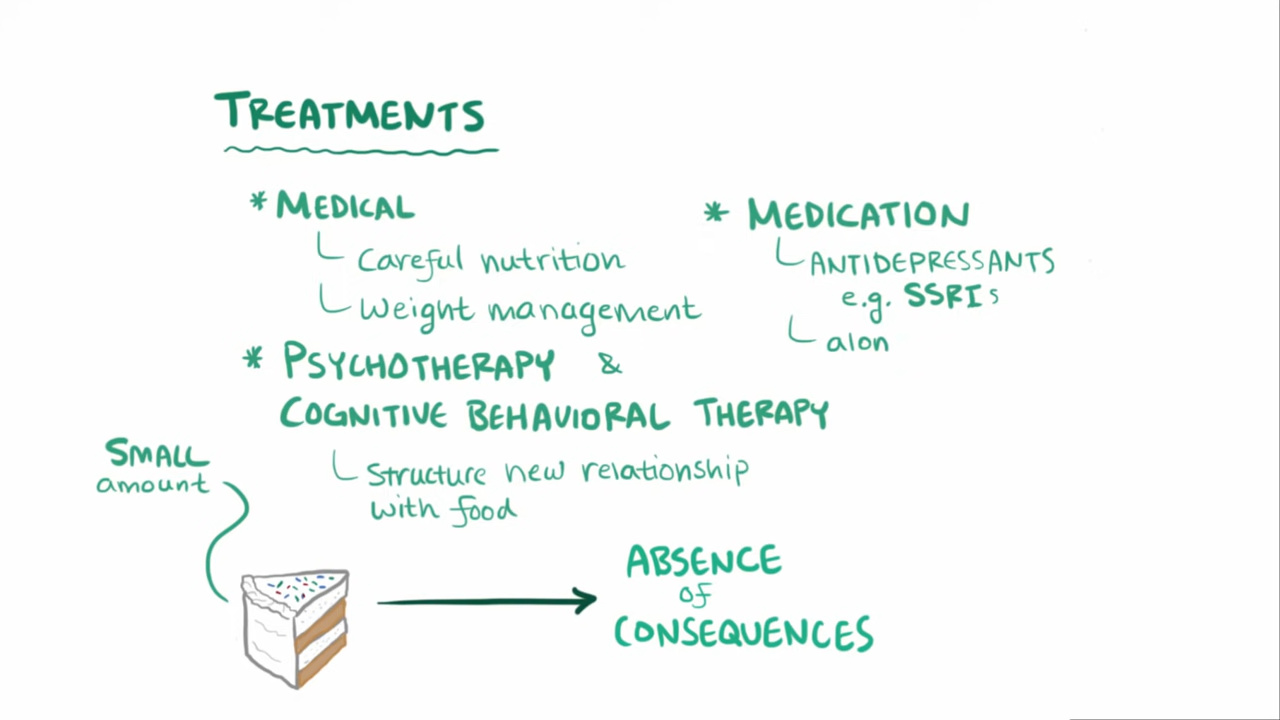 TREATMENTS
* MEDICAL
Careful nutrition
Weight management
* PSYCHOTHERAPY &
COGNITIVE BEHAVIORAL THERAPY
Structure new relationship
with food
* MEDICATION
ANTIDEPRESSANTS
e.g. SSRIs
alon
SMALL
amount
ABSENCE
of
CONSEQUENCES